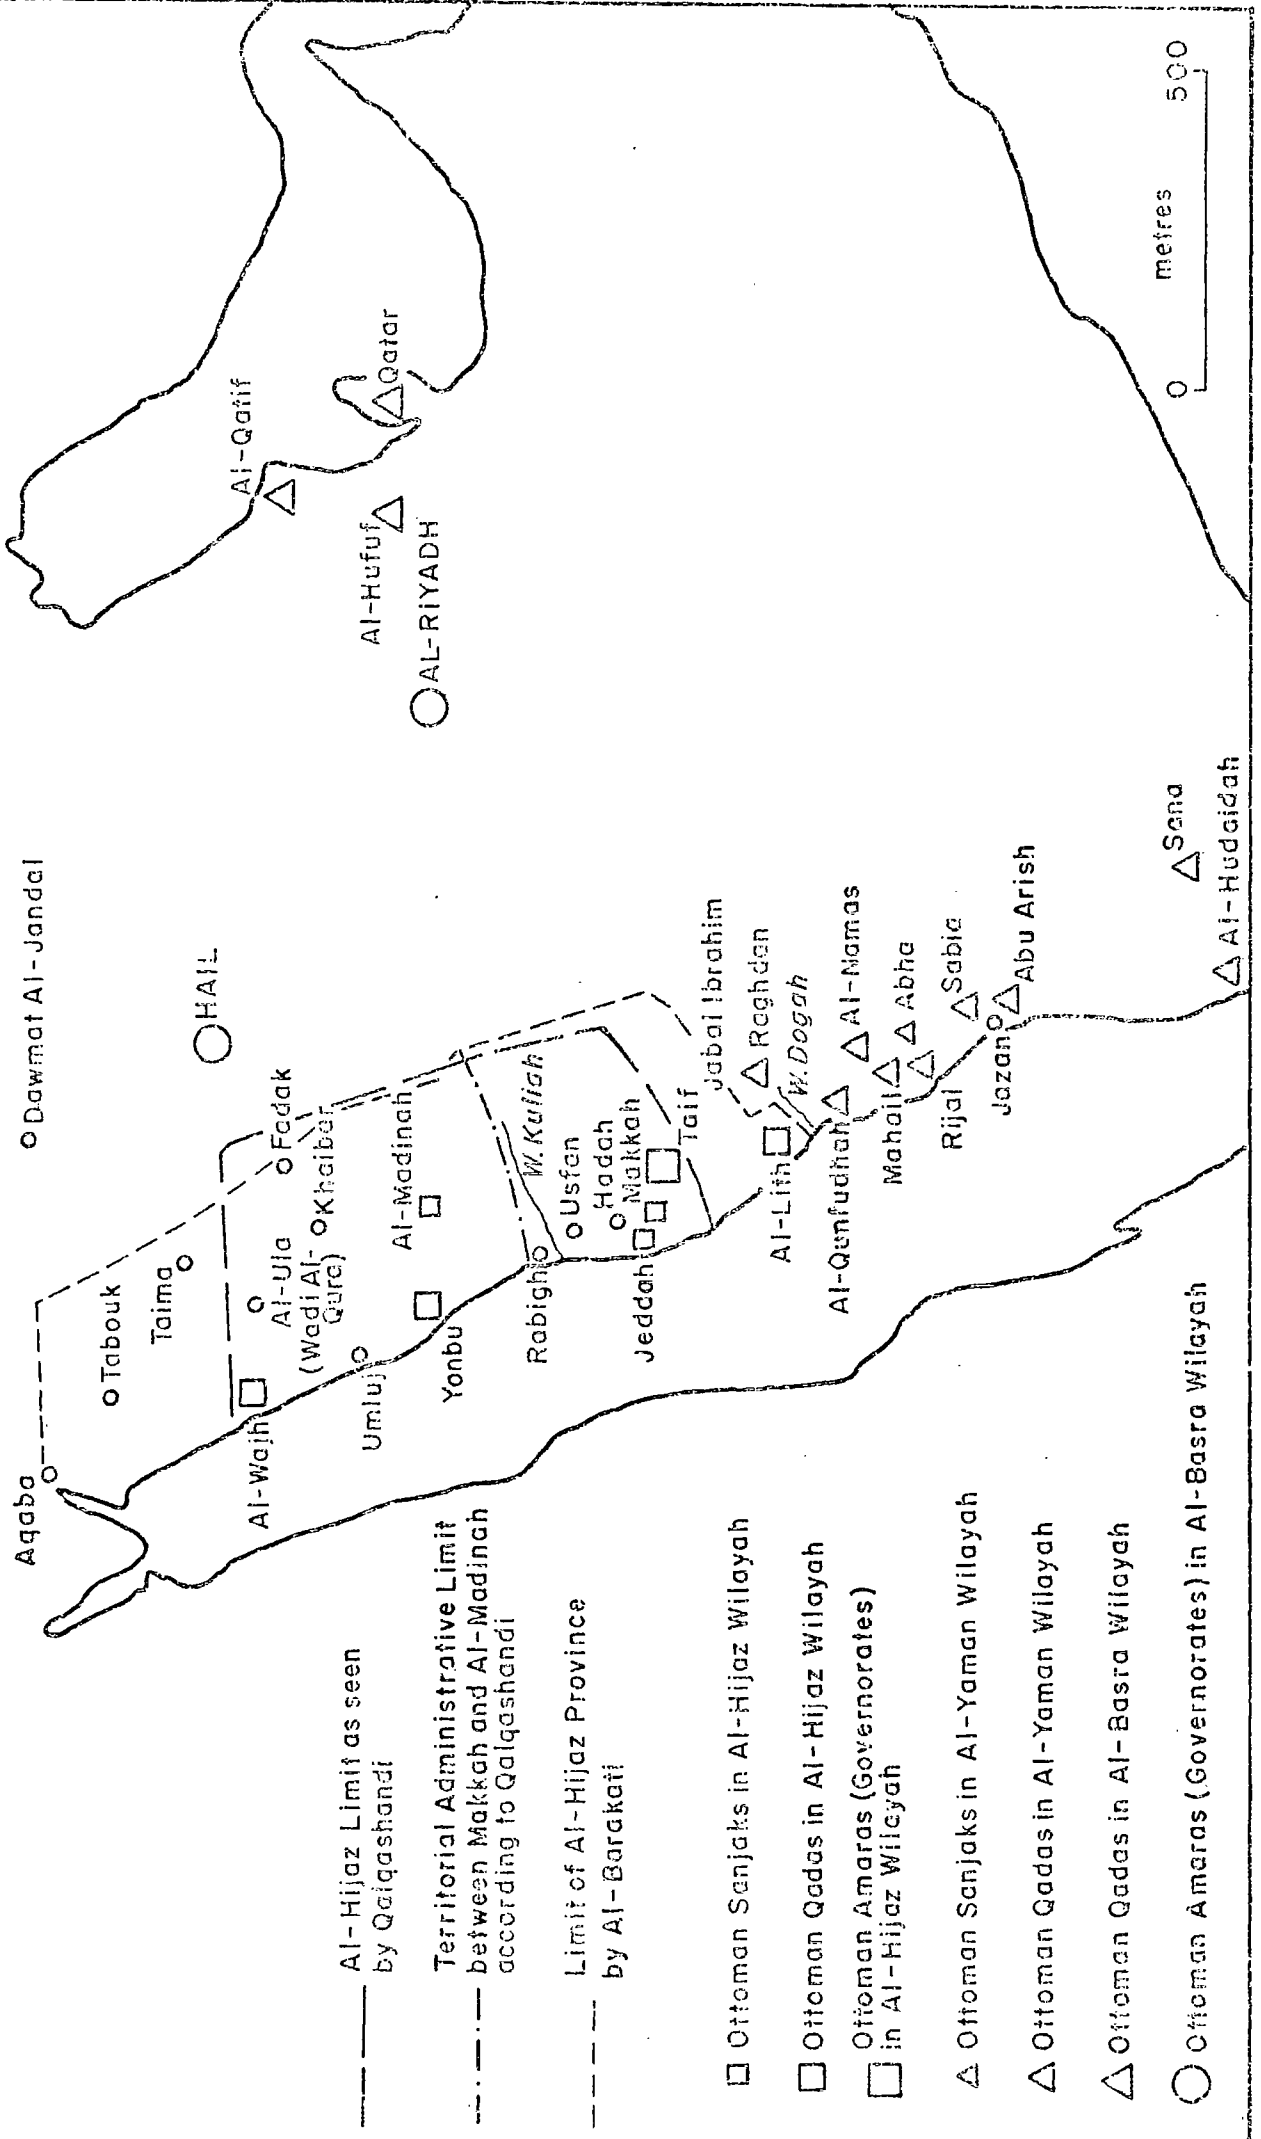 Aqaba
Tabouk
Taima
Dawmat Al-Jandal
HAIL
Al-Wajh
Al-Ula
(Wadi Al-
Qura)
Fadak
Khaiber
Umluj
Yonbu
Al-Madinah
Rabigh
W.Kuliah
Usfan
Hadah
Makkah
Jeddah
Taif
Jabal Ibrahim
Raghdan
W.Dogah
Al-Lith
Al-Qunfudhah
Al-Namas
Mahail
Abha
Rijal
Sabia
Jazan
Abu Arish
Sana
Al-Hudaidah
Al-Qatif
Qatar
Al-Hufuf
AL-RIYADH
0
metres
500
Al-Hijaz Limit as seen
by Qalqashandi
Territorial Administrative Limit
between Makkah and Al-Madinah
according to Qalqashandi
Limit of Al-Hijaz Province
by Al-Barakati
Ottoman Sanjaks in Al-Hijaz Wilayah
Ottoman Qadas in Al-Hijaz Wilayah
Ottoman Amaras (Governorates)
in Al-Hijaz Wilayah
Ottoman Sanjaks in Al-Yaman Wilayah
Ottoman Qadas in Al-Yaman Wilayah
Ottoman Qadas in Al-Basra Wilayah
Ottoman Amaras (Governorates) in Al-Basra Wilayah